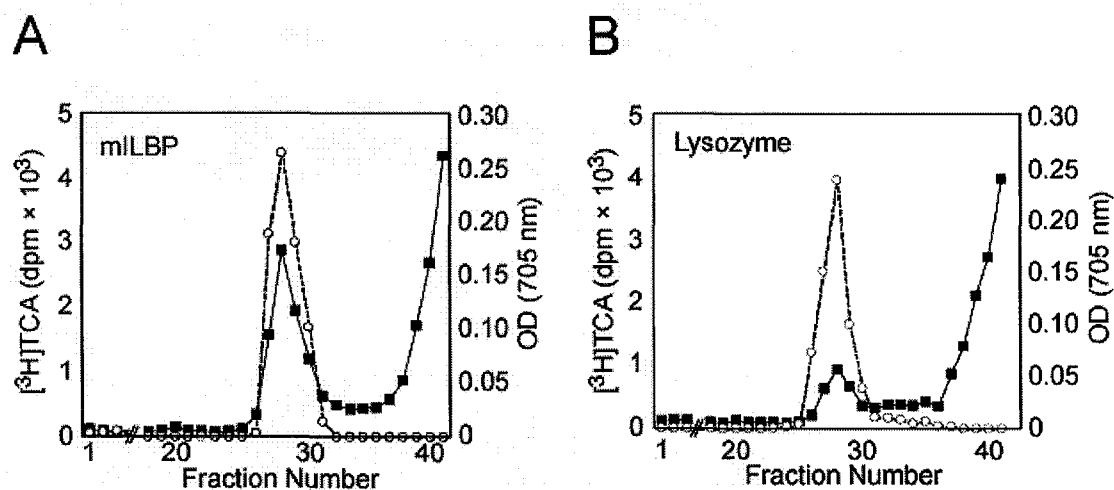 A
5
4
3
2
1
0
[³H]TCA (dpm × 10³)
mILBP
0.30
0.25
0.20
0.15
0.10
0.05
0
OD (705 nm)
1 20 30 40
Fraction Number
B
5
4
3
2
1
0
[³H]TCA (dpm × 10³)
Lysozyme
0.30
0.25
0.20
0.15
0.10
0.05
0
OD (705 nm)
1 20 30 40
Fraction Number